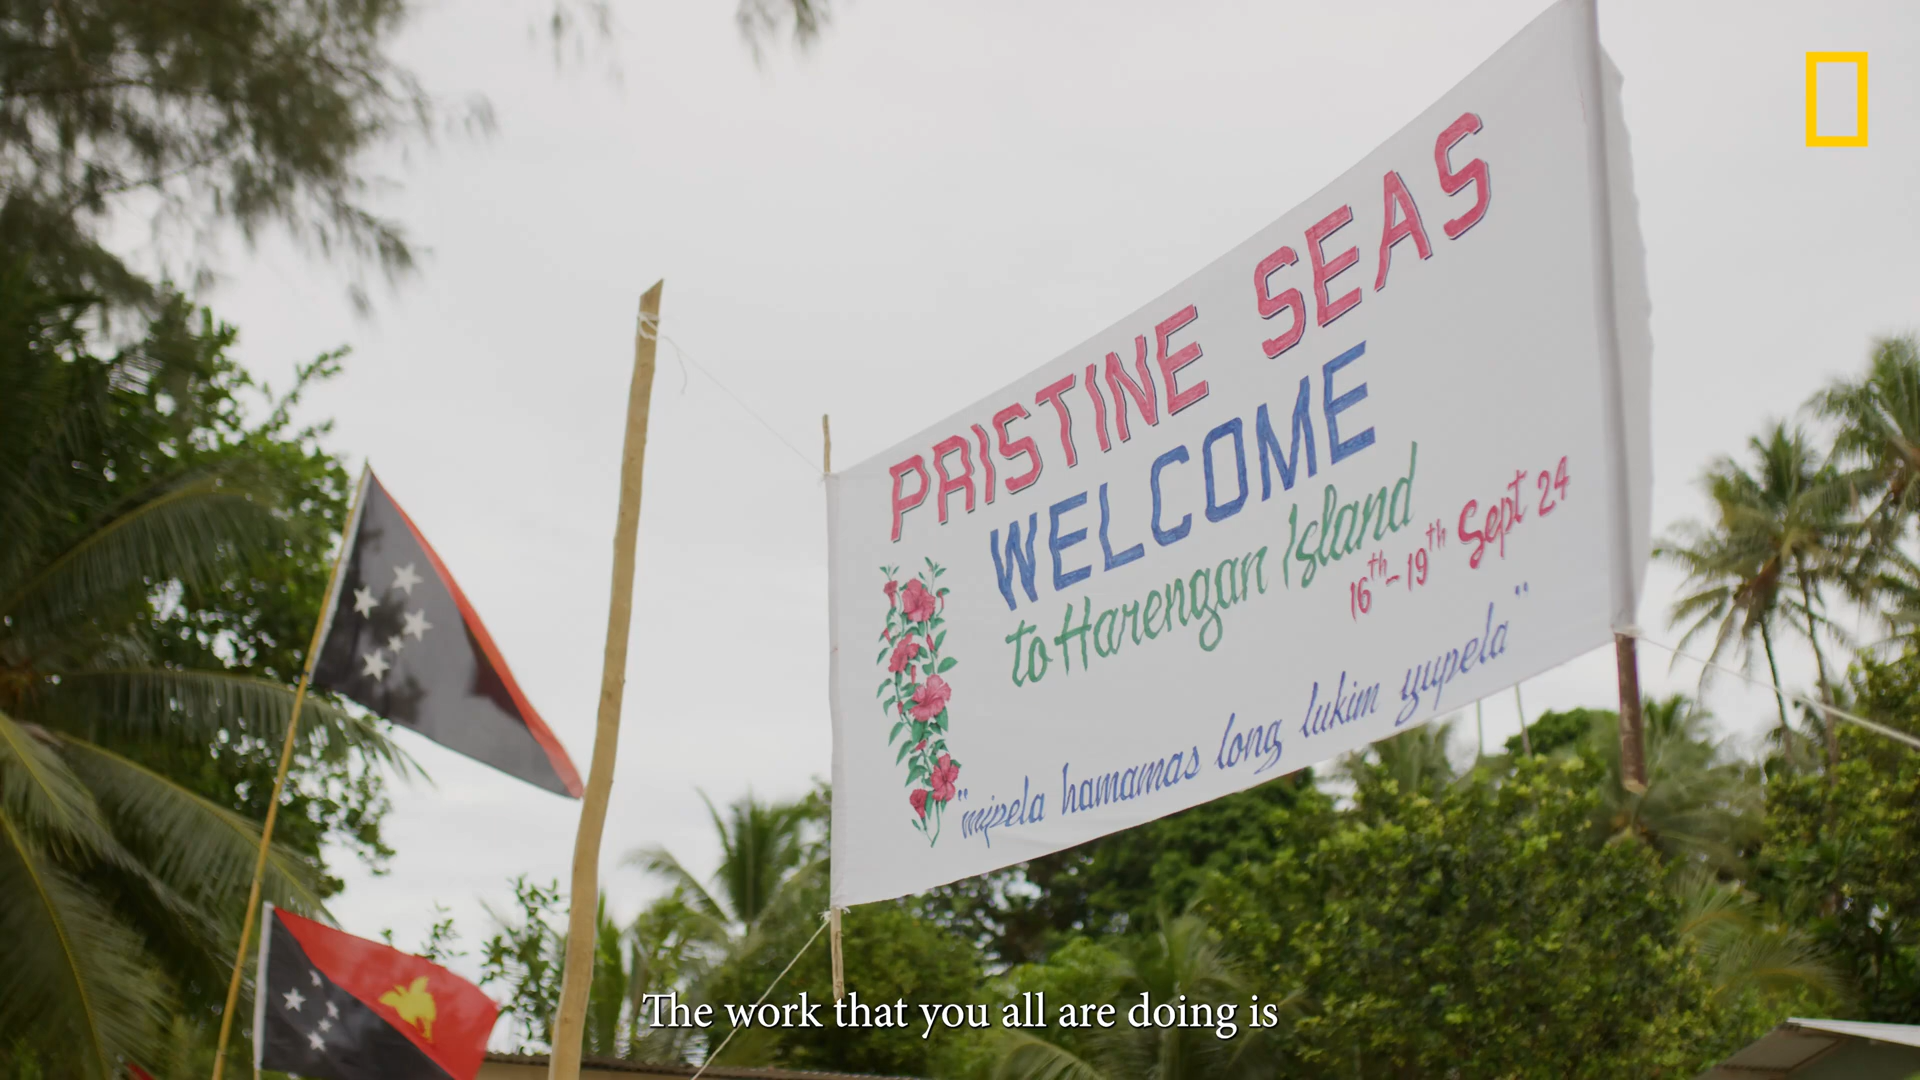 PRISTINE SEAS
WELCOME
to Harengan Island
16th - 19th Sept 24
"mipela hamamas long lukim yupela"
The work that you all are doing is